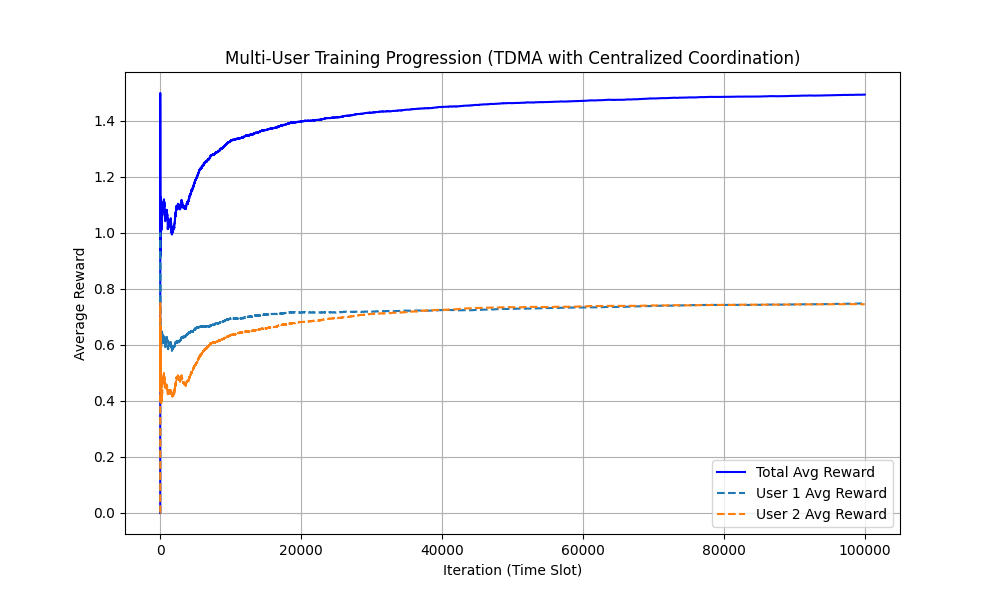 Multi-User Training Progression (TDMA with Centralized Coordination)
Average Reward
1.4
1.2
1.0
0.8
0.6
0.4
0.2
0.0
Total Avg Reward
User 1 Avg Reward
User 2 Avg Reward
0 20000 40000 60000 80000 100000
Iteration (Time Slot)